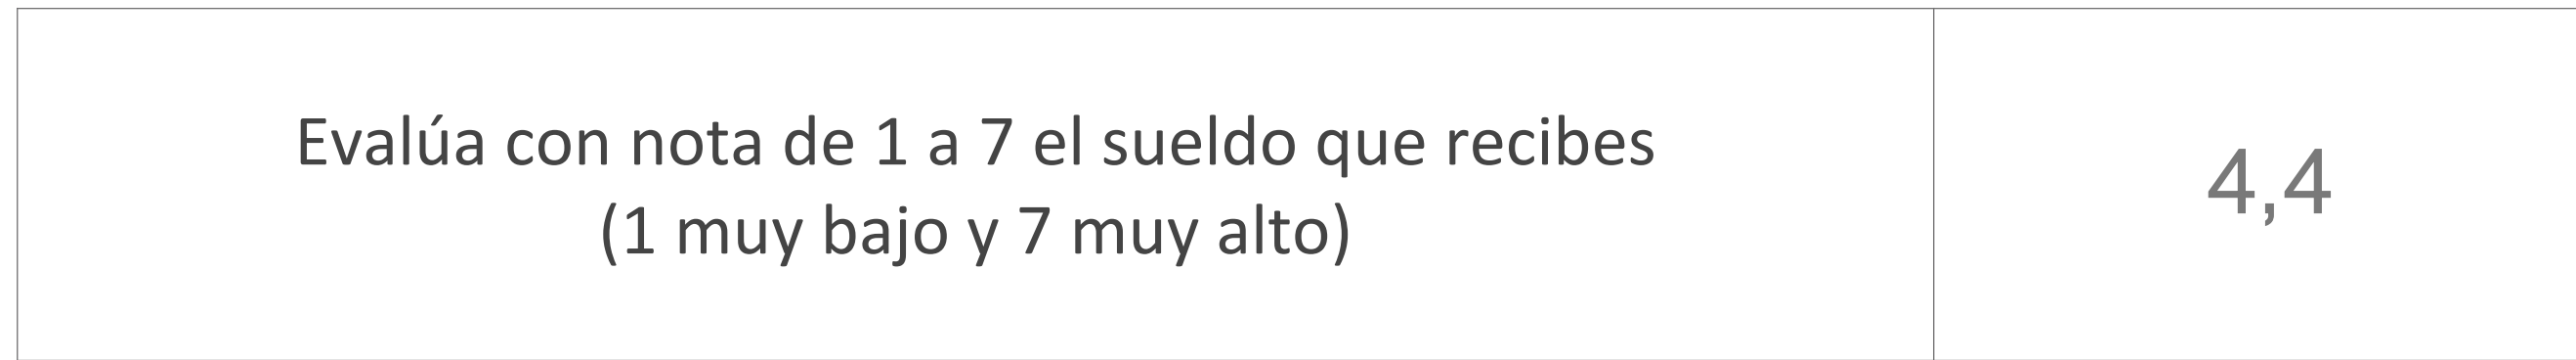 Evalúa con nota de 1 a 7 el sueldo que recibes
(1 muy bajo y 7 muy alto)
4,4